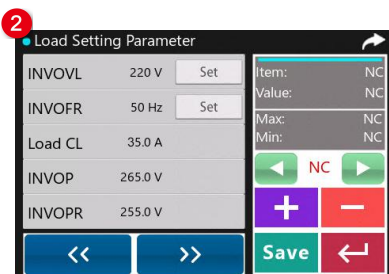 2
Load Setting Parameter
INVOVL 220 V Set
INVOFR 50 Hz Set
Load CL 35.0 A
INVOP 265.0 V
INVOPR 255.0 V
<< >>
Item: NC
Value: NC
Max: NC
Min: NC
NC
+ −
Save